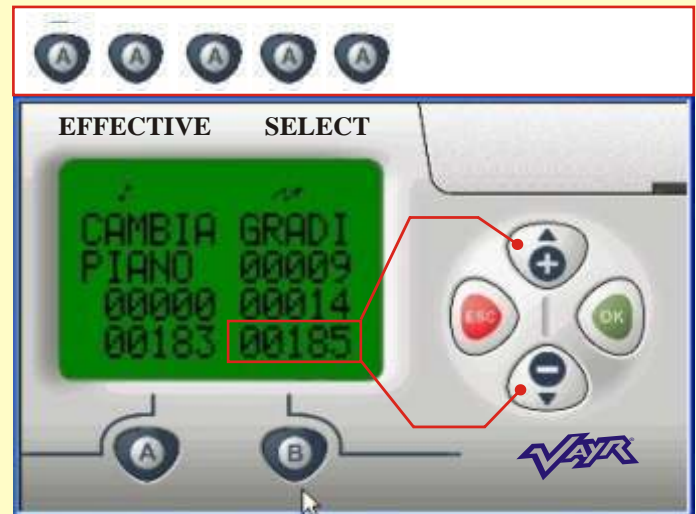 A A A A A
EFFECTIVE SELECT
CAMBIA GRADI
PIANO 00009
00000 00014
00183 00185
+
ESC OK
−
A B
VAYR